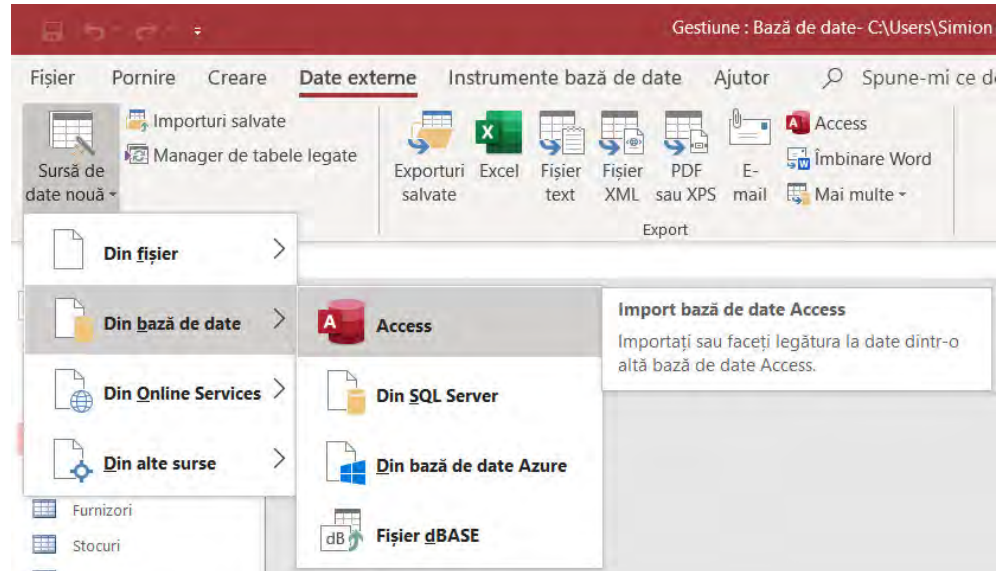 Gestiune : Bază de date- C:\Users\Simion
Fișier Pornire Creare Date externe Instrumente bază de date Ajutor Spune-mi ce d
Sursă de
date nouă
Importuri salvate
Manager de tabele legate
Exporturi
salvate
Excel
Fișier
text
Fișier
XML
PDF
sau XPS
E-
mail
Access
Îmbinare Word
Mai multe
Export
Din fișier
Din bază de date
Din Online Services
Din alte surse
Access
Din SQL Server
Din bază de date Azure
Fișier dBASE
Import bază de date Access
Importați sau faceți legătura la date dintr-o
altă bază de date Access.
Furnizori
Stocuri